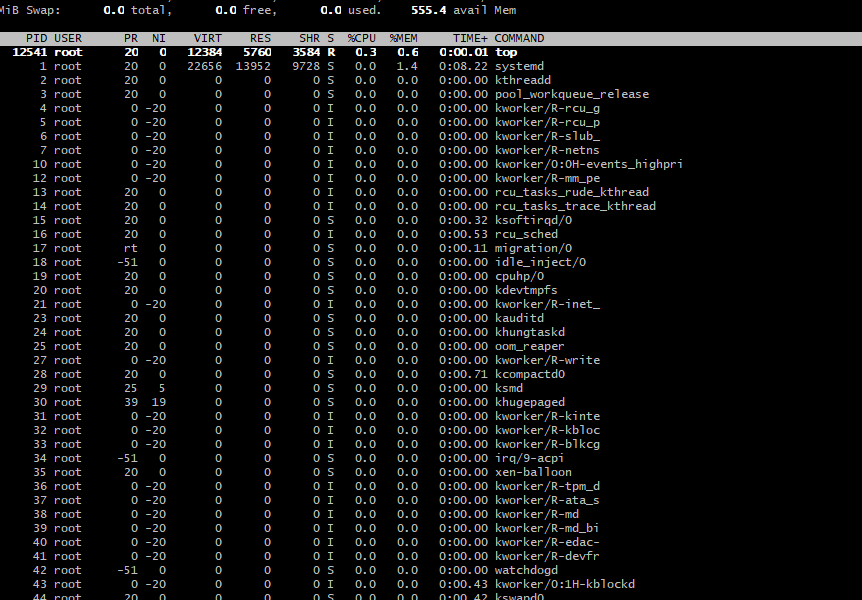 MiB Swap: 0.0 total, 0.0 free, 0.0 used. 555.4 avail Mem
PID USER PR NI VIRT RES SHR S %CPU %MEM TIME+ COMMAND
12541 root 20 0 12384 5760 3584 R 0.3 0.6 0:00.01 top
1 root 20 0 22656 13952 9728 S 0.0 1.4 0:08.22 systemd
2 root 20 0 0 0 0 S 0.0 0.0 0:00.00 kthreadd
3 root 20 0 0 0 0 S 0.0 0.0 0:00.00 pool_workqueue_release
4 root 0 -20 0 0 0 I 0.0 0.0 0:00.00 kworker/R-rcu_g
5 root 0 -20 0 0 0 I 0.0 0.0 0:00.00 kworker/R-rcu_p
6 root 0 -20 0 0 0 I 0.0 0.0 0:00.00 kworker/R-slub_
7 root 0 -20 0 0 0 I 0.0 0.0 0:00.00 kworker/R-netns
10 root 0 -20 0 0 0 I 0.0 0.0 0:00.00 kworker/0:0H-events_highpri
12 root 0 -20 0 0 0 I 0.0 0.0 0:00.00 kworker/R-mm_pe
13 root 20 0 0 0 0 I 0.0 0.0 0:00.00 rcu_tasks_rude_kthread
14 root 20 0 0 0 0 I 0.0 0.0 0:00.00 rcu_tasks_trace_kthread
15 root 20 0 0 0 0 S 0.0 0.0 0:00.32 ksoftirqd/0
16 root 20 0 0 0 0 I 0.0 0.0 0:00.53 rcu_sched
17 root rt 0 0 0 0 S 0.0 0.0 0:00.11 migration/0
18 root -51 0 0 0 0 S 0.0 0.0 0:00.00 idle_inject/0
19 root 20 0 0 0 0 S 0.0 0.0 0:00.00 cpuhp/0
20 root 20 0 0 0 0 S 0.0 0.0 0:00.00 kdevtmpfs
21 root 0 -20 0 0 0 I 0.0 0.0 0:00.00 kworker/R-inet_
23 root 20 0 0 0 0 S 0.0 0.0 0:00.00 kauditd
24 root 20 0 0 0 0 S 0.0 0.0 0:00.00 khungtaskd
25 root 20 0 0 0 0 S 0.0 0.0 0:00.00 oom_reaper
27 root 0 -20 0 0 0 I 0.0 0.0 0:00.00 kworker/R-write
28 root 20 0 0 0 0 S 0.0 0.0 0:00.71 kcompactd0
29 root 25 5 0 0 0 S 0.0 0.0 0:00.00 ksmd
30 root 39 19 0 0 0 S 0.0 0.0 0:00.00 khugepaged
31 root 0 -20 0 0 0 I 0.0 0.0 0:00.00 kworker/R-kinte
32 root 0 -20 0 0 0 I 0.0 0.0 0:00.00 kworker/R-kbloc
33 root 0 -20 0 0 0 I 0.0 0.0 0:00.00 kworker/R-blkcg
34 root -51 0 0 0 0 S 0.0 0.0 0:00.00 irq/9-acpi
35 root 20 0 0 0 0 S 0.0 0.0 0:00.00 xen-balloon
36 root 0 -20 0 0 0 I 0.0 0.0 0:00.00 kworker/R-tpm_d
37 root 0 -20 0 0 0 I 0.0 0.0 0:00.00 kworker/R-ata_s
38 root 0 -20 0 0 0 I 0.0 0.0 0:00.00 kworker/R-md
39 root 0 -20 0 0 0 I 0.0 0.0 0:00.00 kworker/R-md_bi
40 root 0 -20 0 0 0 I 0.0 0.0 0:00.00 kworker/R-edac-
41 root 0 -20 0 0 0 I 0.0 0.0 0:00.00 kworker/R-devfr
42 root -51 0 0 0 0 S 0.0 0.0 0:00.00 watchdogd
43 root 0 -20 0 0 0 I 0.0 0.0 0:00.43 kworker/0:1H-kblockd
44 root 20 0 0 0 0 S 0.0 0.0 0:00.42 kswapd0